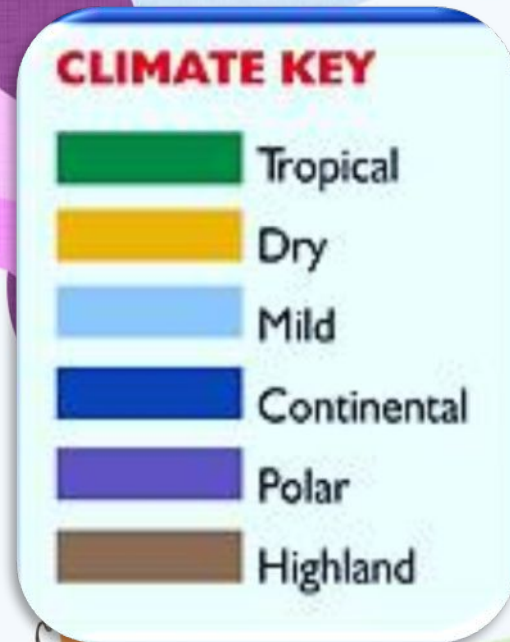 CLIMATE KEY
Tropical
Dry
Mild
Continental
Polar
Highland